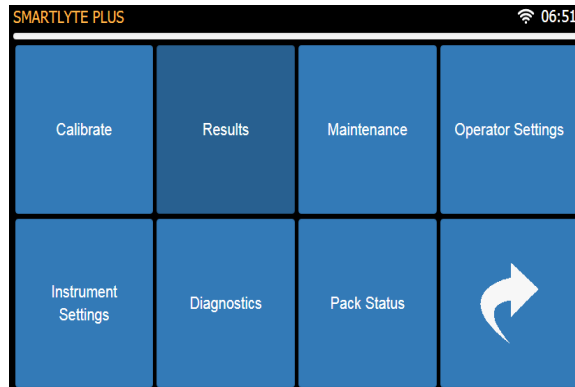 SMARTLYTE PLUS 06:51
Calibrate
Results
Maintenance
Operator Settings
Instrument
Settings
Diagnostics
Pack Status